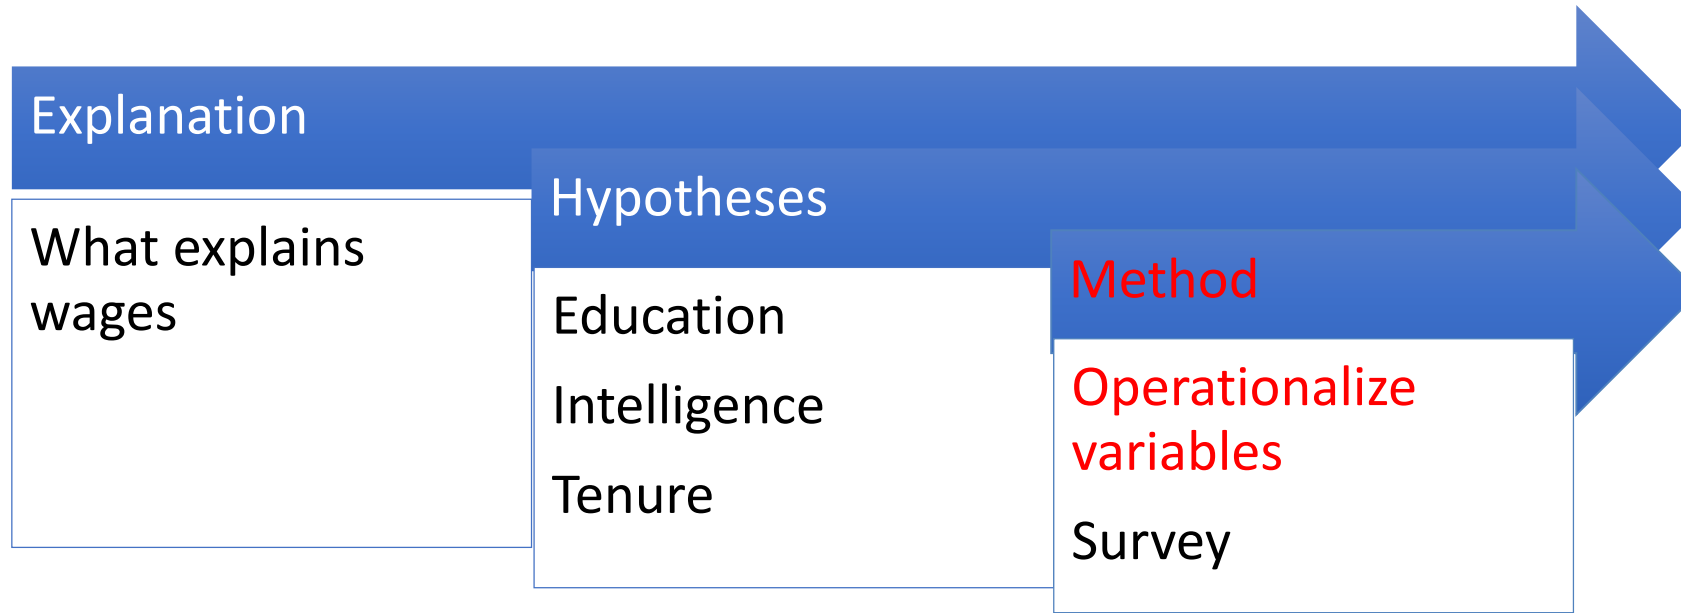 Explanation
What explains
wages
Hypotheses
Education
Intelligence
Tenure
Method
Operationalize
variables
Survey